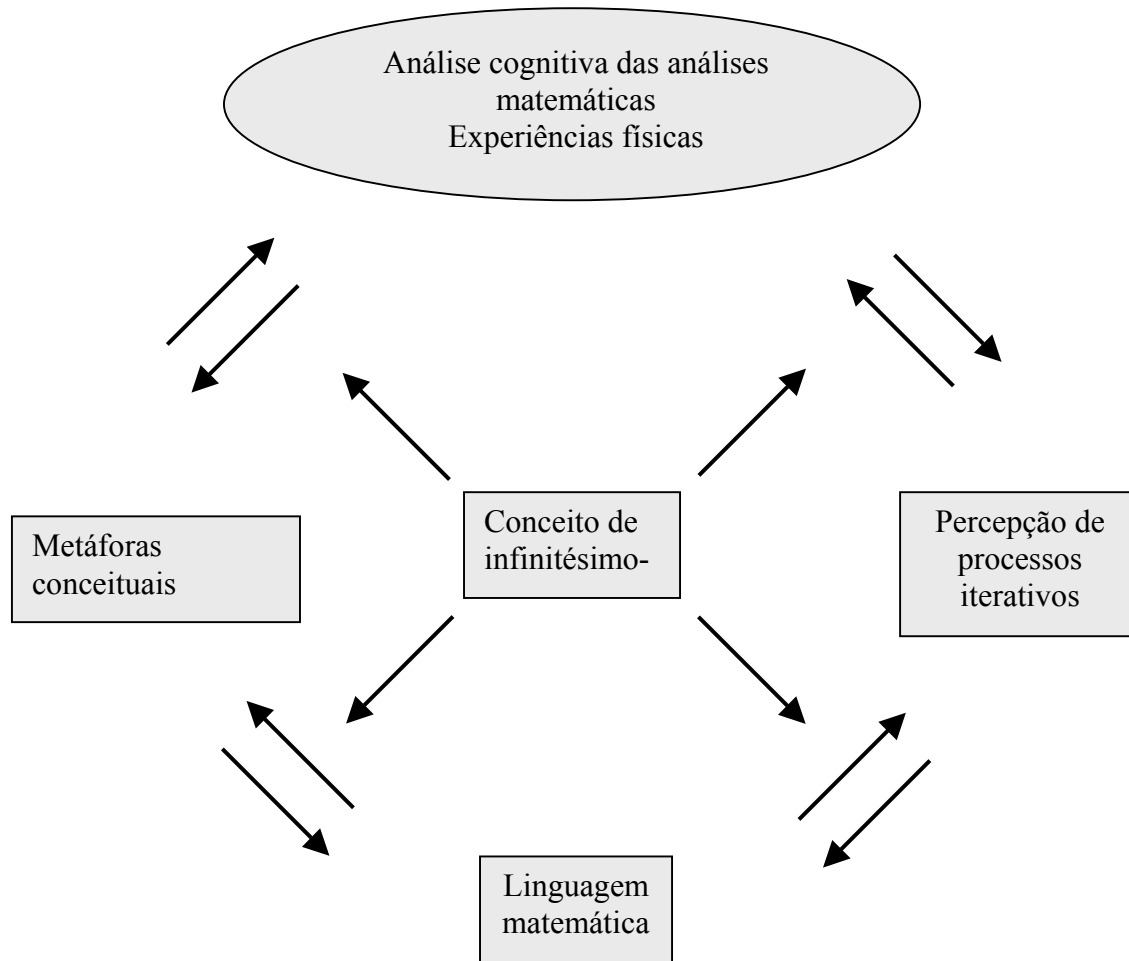 Análise cognitiva das análises
matemáticas
Experiências físicas
Metáforas
conceituais
Conceito de
infinitésimo-
Percepção de
processos
iterativos
Linguagem
matemática